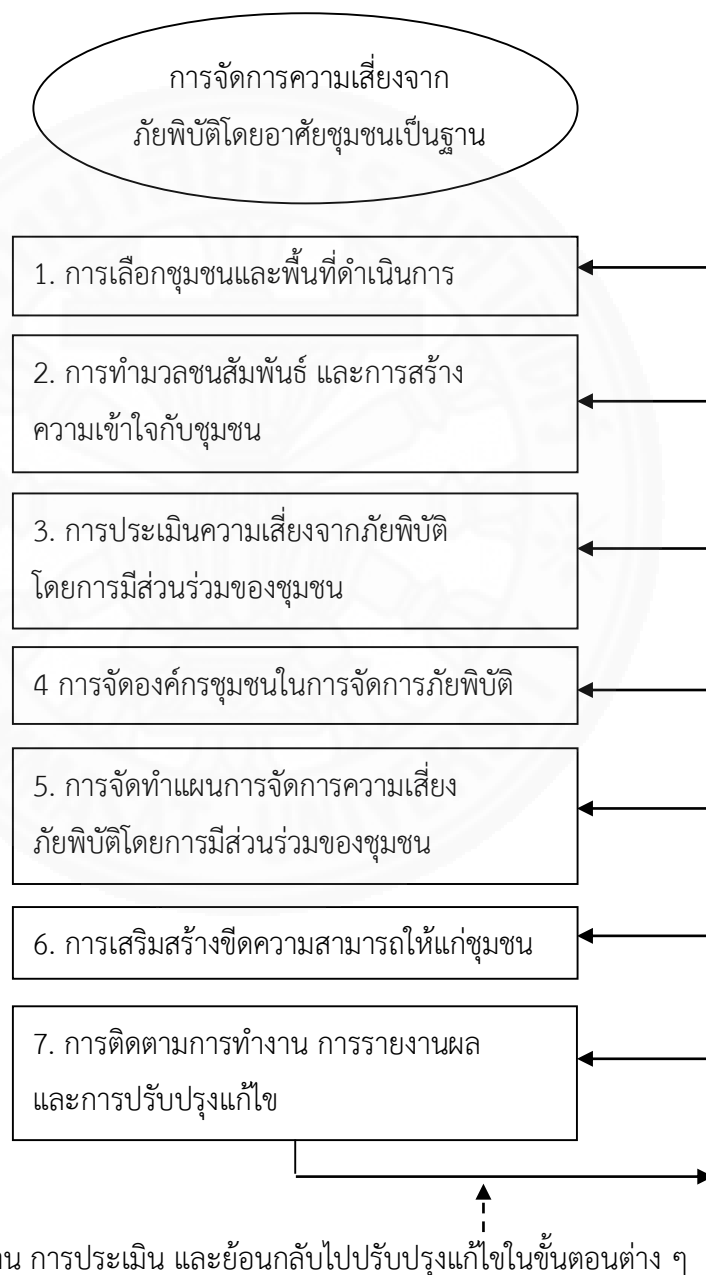 การจัดการความเสี่ยงจาก
ภัยพิบัติโดยอาศัยชุมชนเป็นฐาน
1. การเลือกชุมชนและพื้นที่ดำเนินการ
2. การทำมวลชนสัมพันธ์ และการสร้าง
ความเข้าใจกับชุมชน
3. การประเมินความเสี่ยงจากภัยพิบัติ
โดยการมีส่วนร่วมของชุมชน
4 การจัดองค์กรชุมชนในการจัดการภัยพิบัติ
5. การจัดทำแผนการจัดการความเสี่ยง
ภัยพิบัติโดยการมีส่วนร่วมของชุมชน
6. การเสริมสร้างขีดความสามารถให้แก่ชุมชน
7. การติดตามการทำงาน การรายงานผล
และการปรับปรุงแก้ไข
การประเมิน และย้อนกลับไปปรับปรุงแก้ไขในขั้นตอนต่าง ๆ